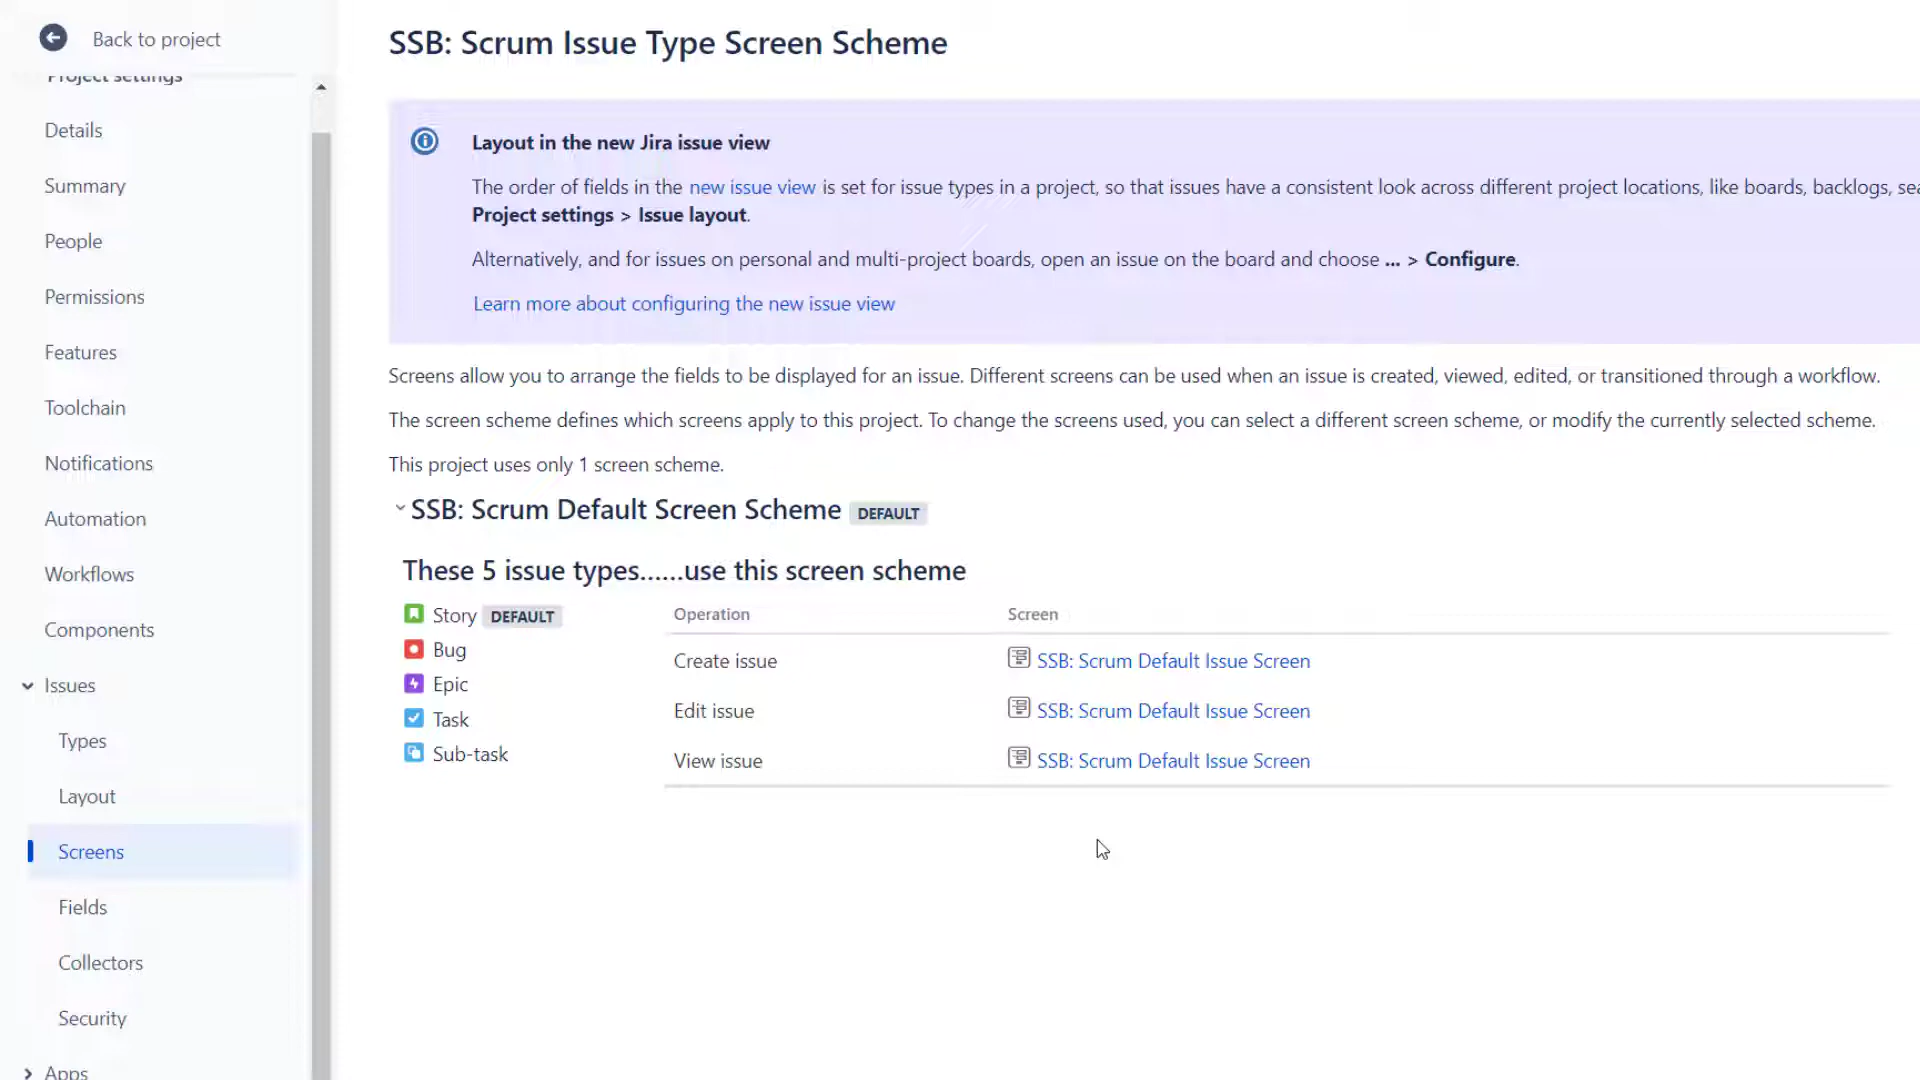 Back to project
Project settings
Details
Summary
People
Permissions
Features
Toolchain
Notifications
Automation
Workflows
Components
Issues
Types
Layout
Screens
Fields
Collectors
Security
Apps
SSB: Scrum Issue Type Screen Scheme
Layout in the new Jira issue view
The order of fields in the new issue view is set for issue types in a project, so that issues have a consistent look across different project locations, like boards, backlogs,
Project settings > Issue layout.
Alternatively, and for issues on personal and multi-project boards, open an issue on the board and choose ... > Configure.
Learn more about configuring the new issue view
Screens allow you to arrange the fields to be displayed for an issue. Different screens can be used when an issue is created, viewed, edited, or transitioned through a workflow.
The screen scheme defines which screens apply to this project. To change the screens used, you can select a different screen scheme, or modify the currently selected scheme.
This project uses only 1 screen scheme.
SSB: Scrum Default Screen Scheme DEFAULT
These 5 issue types......use this screen scheme
Story DEFAULT
Bug
Epic
Task
Sub-task
Operation Screen
Create issue SSB: Scrum Default Issue Screen
Edit issue SSB: Scrum Default Issue Screen
View issue SSB: Scrum Default Issue Screen